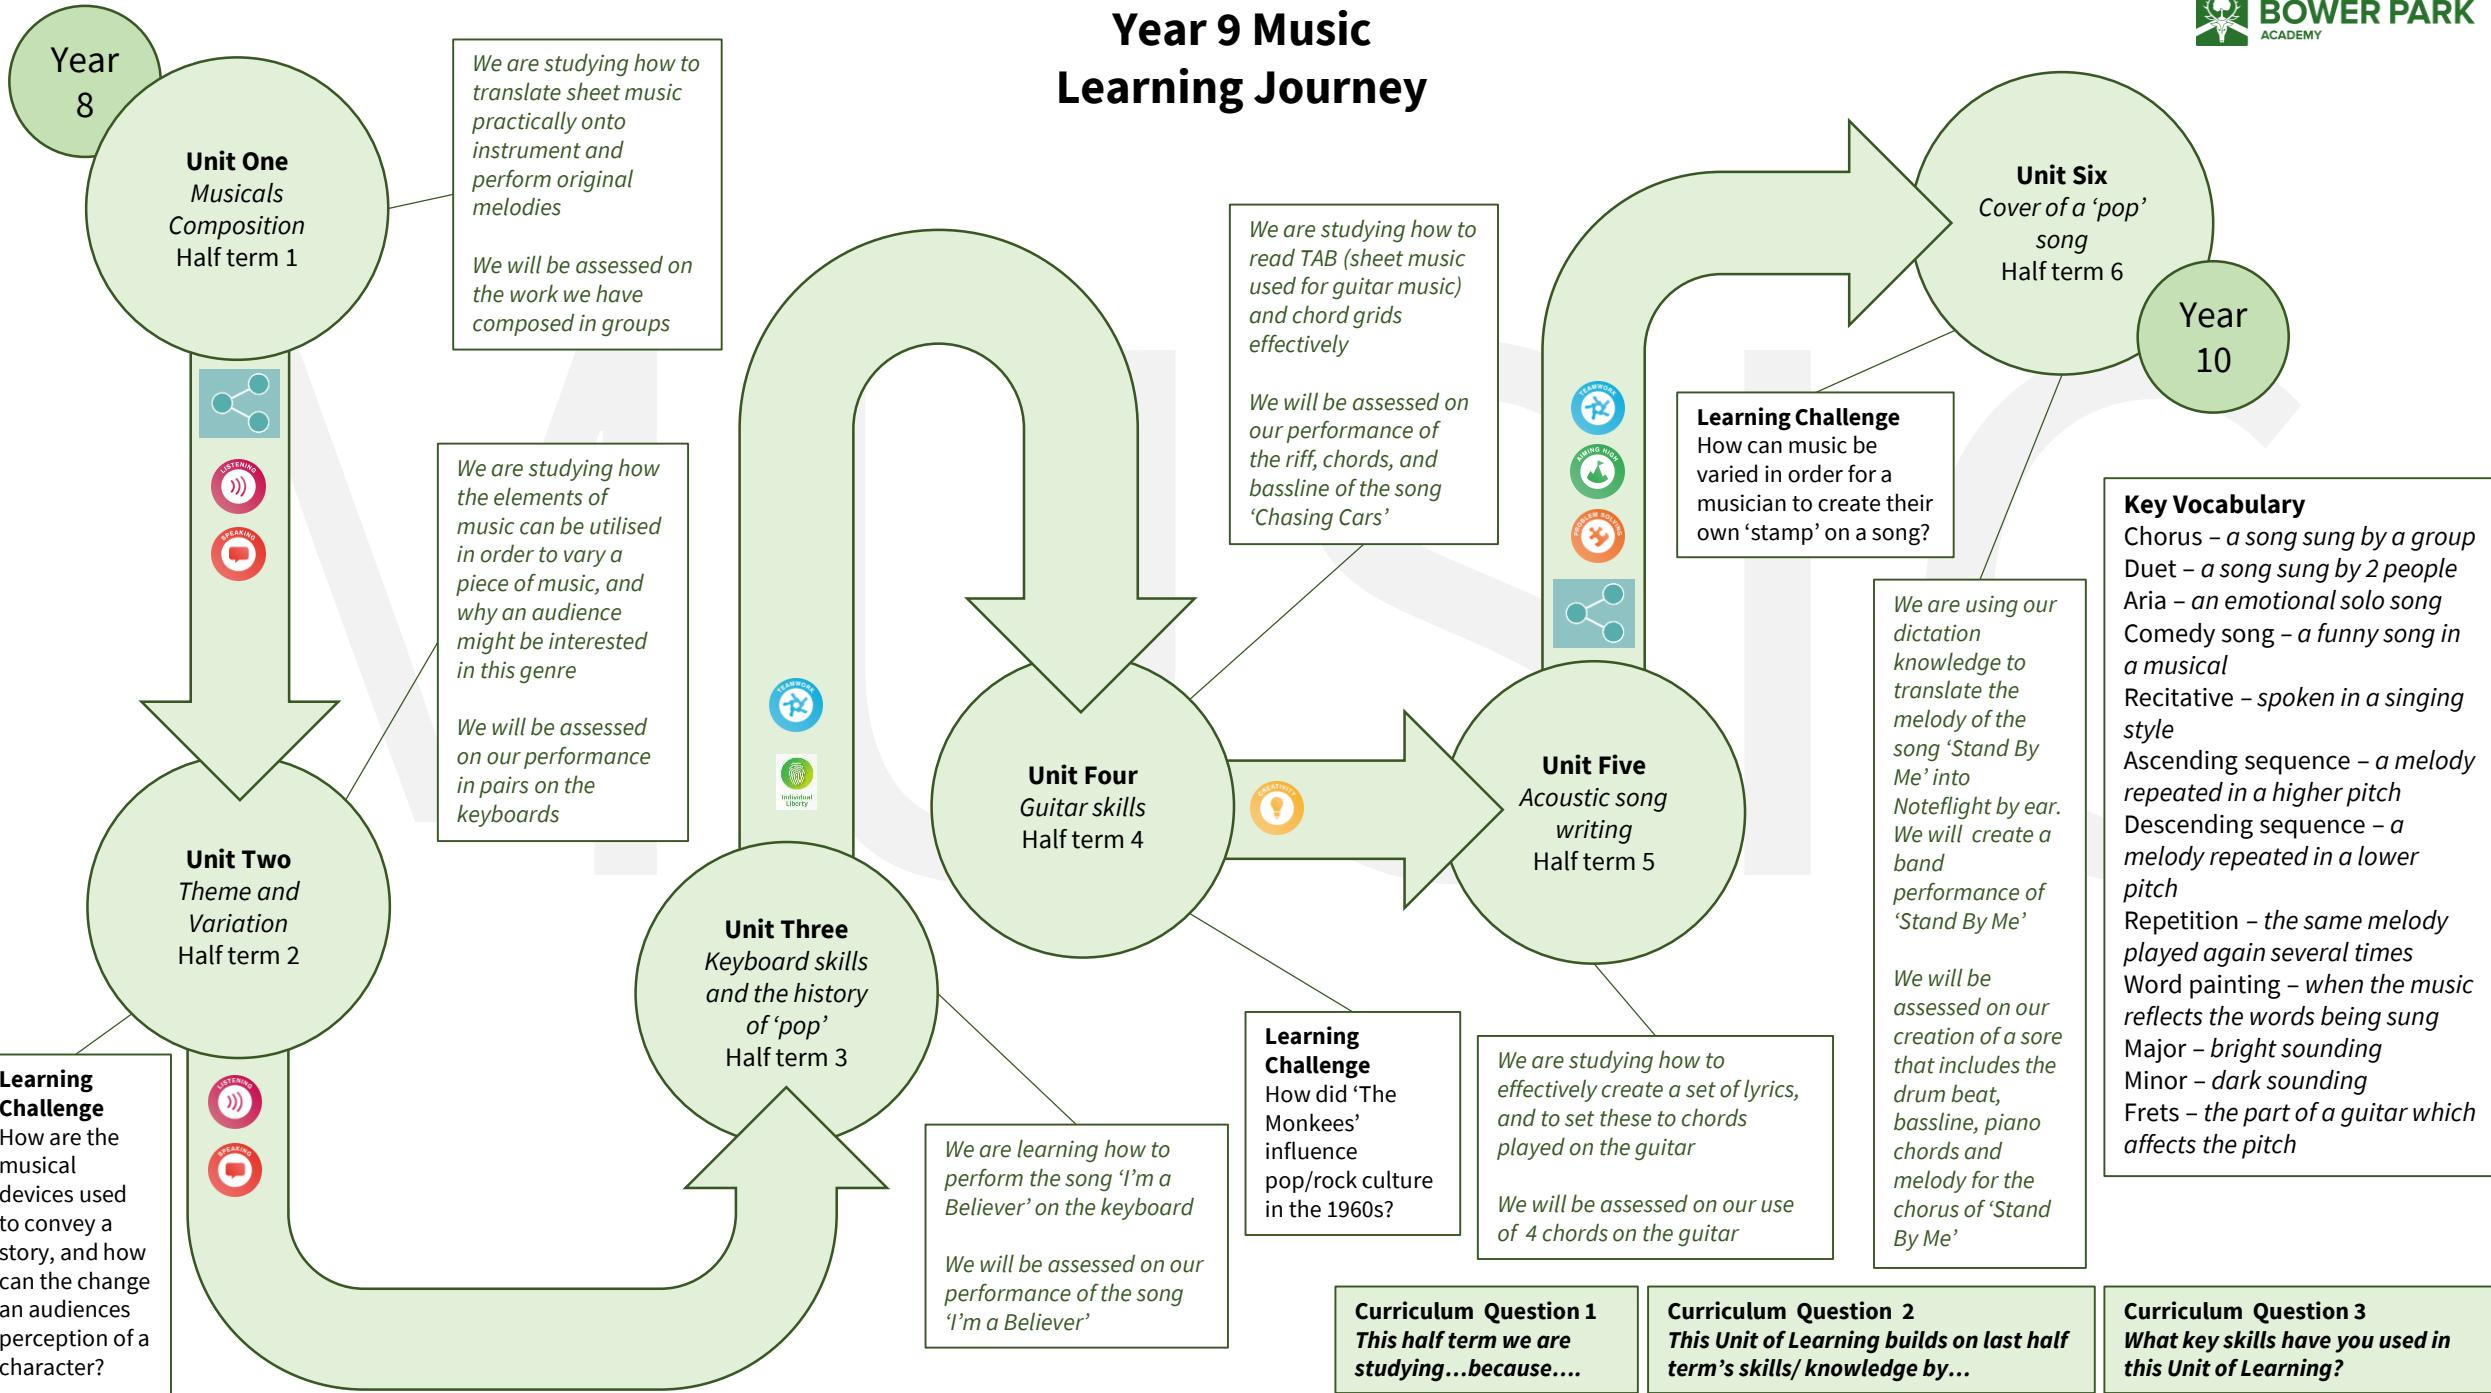 Year 9 Music
Learning Journey
BOWER PARK
ACADEMY
Year
8
Unit One
Musicals
Composition
Half term 1
We are studying how to
translate sheet music
practically onto
instrument and
perform original
melodies
We will be assessed on
the work we have
composed in groups
LISTENING
SPEAKING
We are studying how
the elements of
music can be utilised
in order to vary a
piece of music, and
why an audience
might be interested
in this genre
We will be assessed
on our performance
in pairs on the
keyboards
Unit Two
Theme and
Variation
Half term 2
Learning
Challenge
How are the
musical
devices used
to convey a
story, and how
can the change
an audiences
perception of a
character?
LISTENING
SPEAKING
Unit Three
Keyboard skills
and the history
of ‘pop’
Half term 3
We are learning how to
perform the song ‘I’m a
Believer’ on the keyboard
We will be assessed on our
performance of the song
‘I’m a Believer’
TEAMWORK
Individual
Liberty
Unit Four
Guitar skills
Half term 4
We are studying how to
read TAB (sheet music
used for guitar music)
and chord grids
effectively
We will be assessed on
our performance of
the riff, chords, and
bassline of the song
‘Chasing Cars’
Learning
Challenge
How did ‘The
Monkees’
influence
pop/rock culture
in the 1960s?
CREATIVITY
Unit Five
Acoustic song
writing
Half term 5
We are studying how to
effectively create a set of lyrics,
and to set these to chords
played on the guitar
We will be assessed on our use
of 4 chords on the guitar
TEAMWORK
AIMING HIGH
PROBLEM SOLVING
Unit Six
Cover of a ‘pop’
song
Half term 6
Year
10
Learning Challenge
How can music be
varied in order for a
musician to create their
own ‘stamp’ on a song?
We are using our
dictation
knowledge to
translate the
melody of the
song ‘Stand By
Me’ into
Noteflight by ear.
We will create a
band
performance of
‘Stand By Me’
We will be
assessed on our
creation of a sore
that includes the
drum beat,
bassline, piano
chords and
melody for the
chorus of ‘Stand
By Me’
Key Vocabulary
Chorus – a song sung by a group
Duet – a song sung by 2 people
Aria – an emotional solo song
Comedy song – a funny song in
a musical
Recitative – spoken in a singing
style
Ascending sequence – a melody
repeated in a higher pitch
Descending sequence – a
melody repeated in a lower
pitch
Repetition – the same melody
played again several times
Word painting – when the music
reflects the words being sung
Major – bright sounding
Minor – dark sounding
Frets – the part of a guitar which
affects the pitch
Curriculum Question 1
This half term we are
studying...because....
Curriculum Question 2
This Unit of Learning builds on last half
term’s skills/ knowledge by...
Curriculum Question 3
What key skills have you used in
this Unit of Learning?
MUSIC